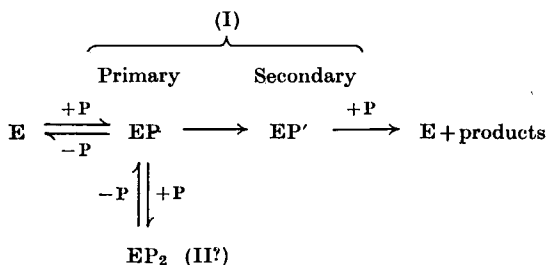 (I)
Primary Secondary
E +P −P EP EP′ +P E + products
−P +P
EP₂ (II?)